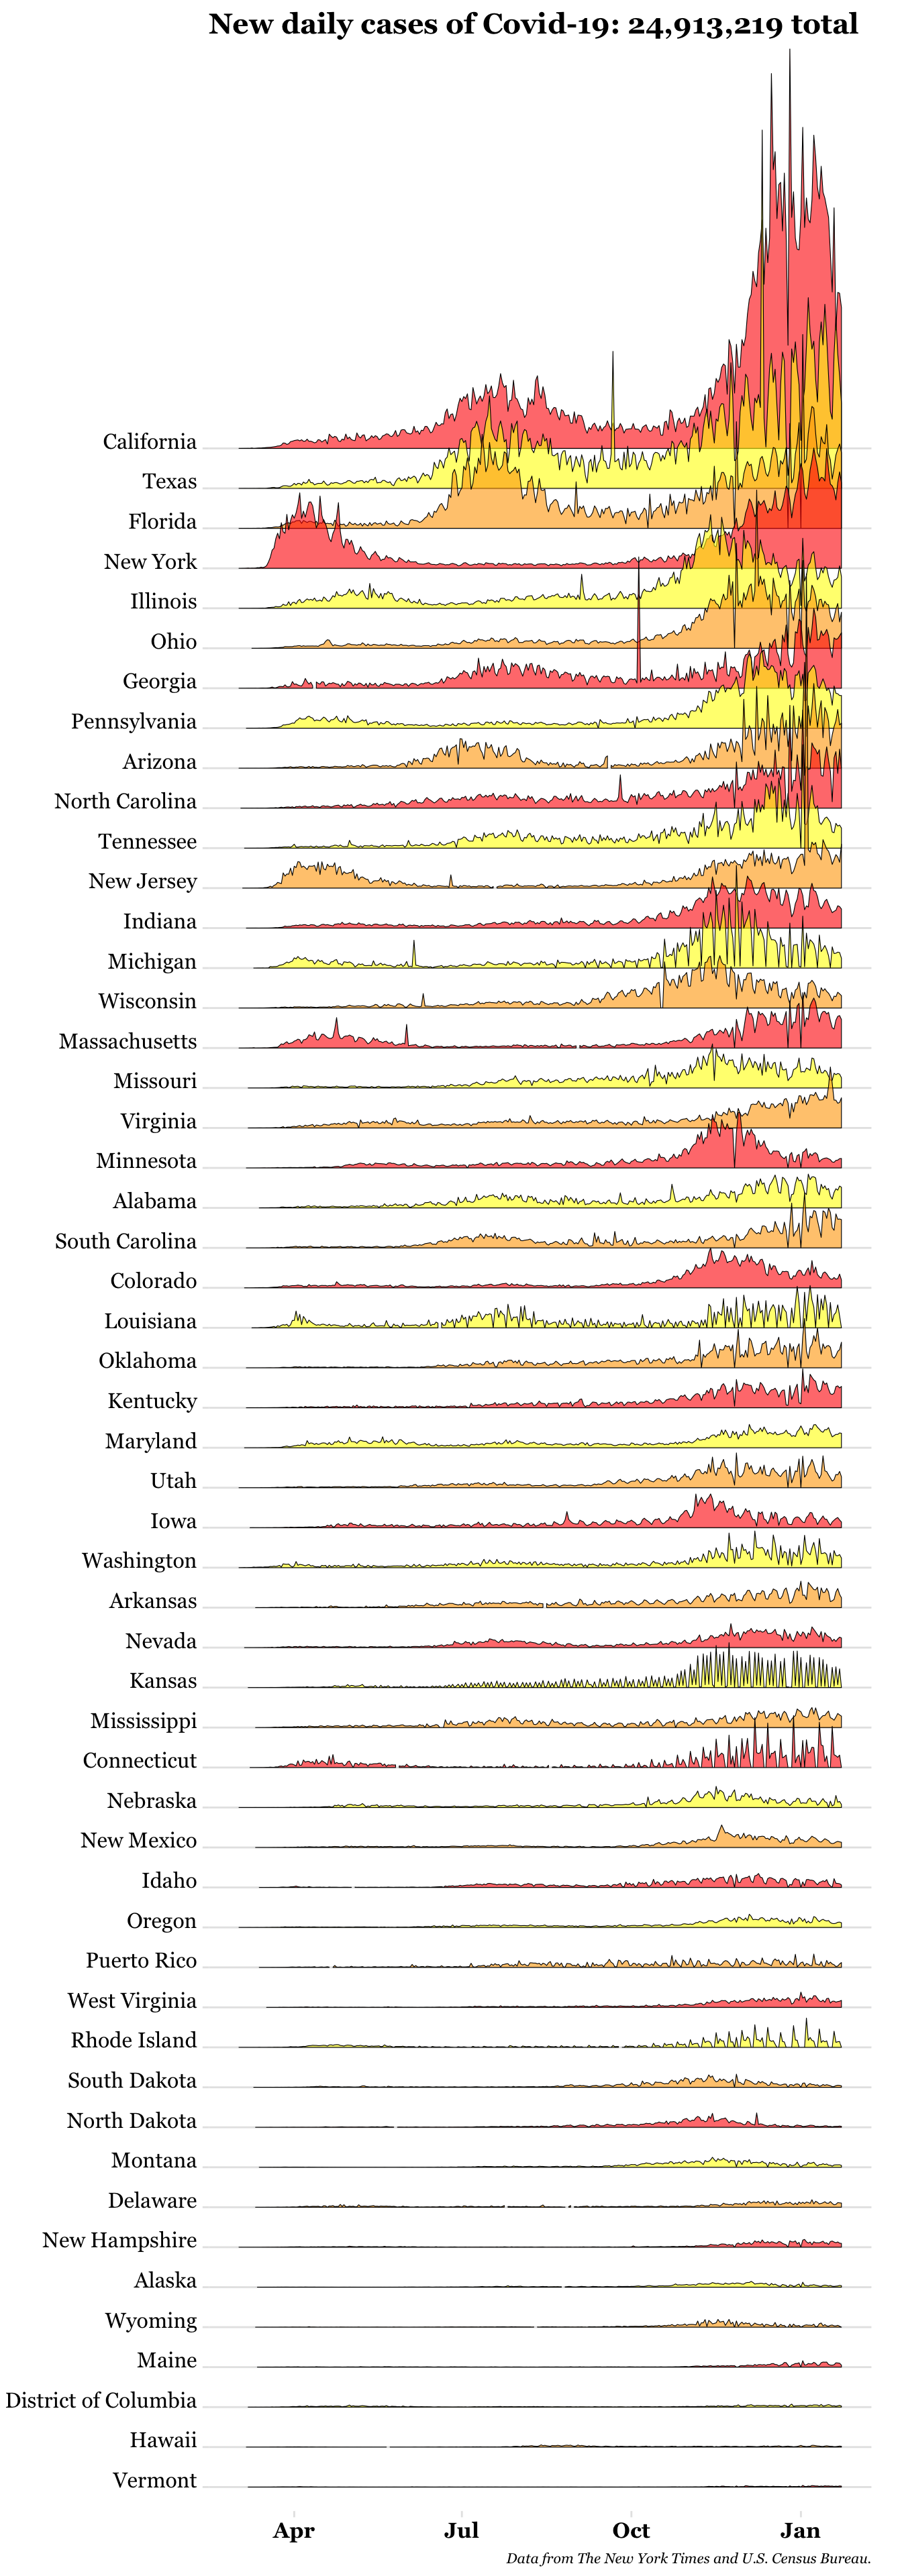 New daily cases of Covid-19: 24,913,219 total
California
Texas
Florida
New York
Illinois
Ohio
Georgia
Pennsylvania
Arizona
North Carolina
Tennessee
New Jersey
Indiana
Michigan
Wisconsin
Massachusetts
Missouri
Virginia
Minnesota
Alabama
South Carolina
Colorado
Louisiana
Oklahoma
Kentucky
Maryland
Utah
Iowa
Washington
Arkansas
Nevada
Kansas
Mississippi
Connecticut
Nebraska
New Mexico
Idaho
Oregon
Puerto Rico
West Virginia
Rhode Island
South Dakota
North Dakota
Montana
Delaware
New Hampshire
Alaska
Wyoming
Maine
District of Columbia
Hawaii
Vermont
Apr Jul Oct Jan
Data from The New York Times and U.S. Census Bureau.